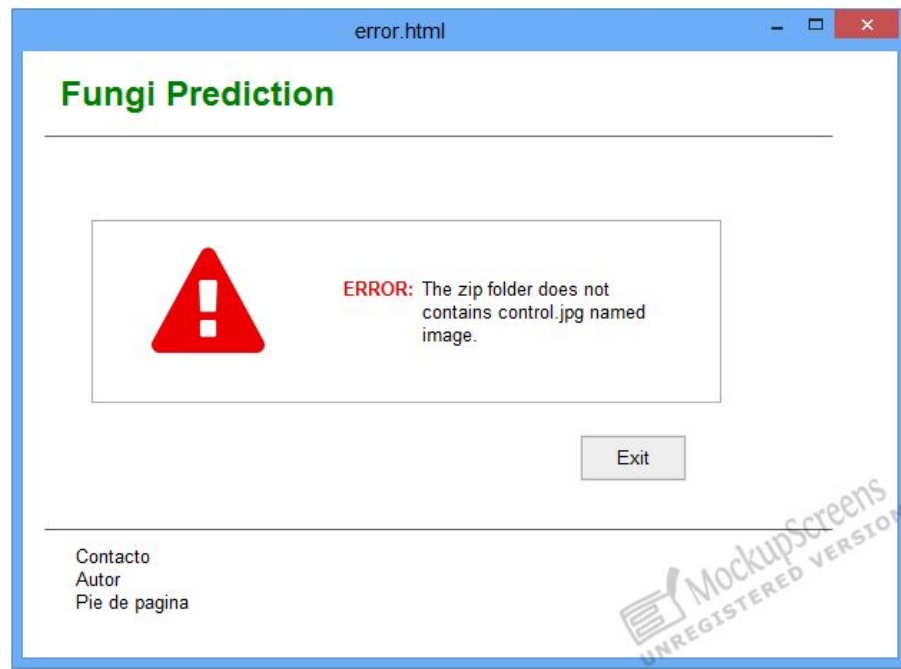 error.html
Fungi Prediction
ERROR: The zip folder does not
contains control.jpg named
image.
Exit
Contacto
Autor
Pie de pagina
MockupScreens
UNREGISTERED VERSION